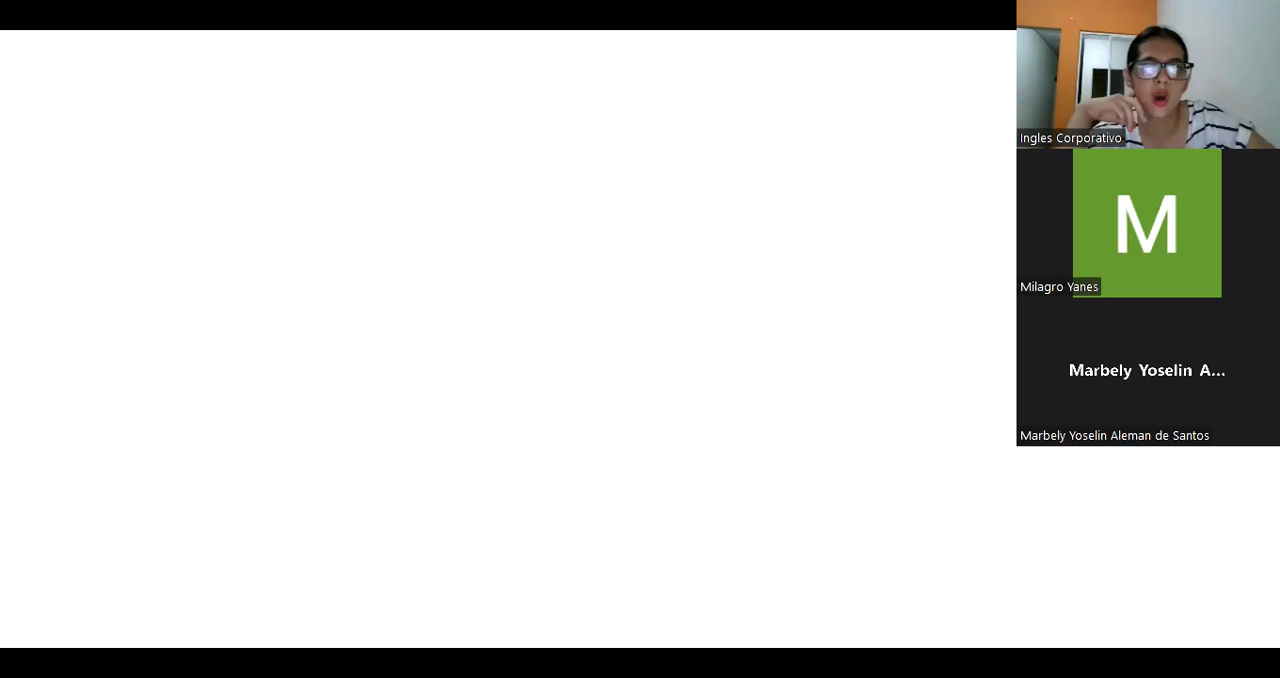 Ingles Corporativo
M
Milagro Yanes
Marbely Yoselin A...
Marbely Yoselin Aleman de Santos